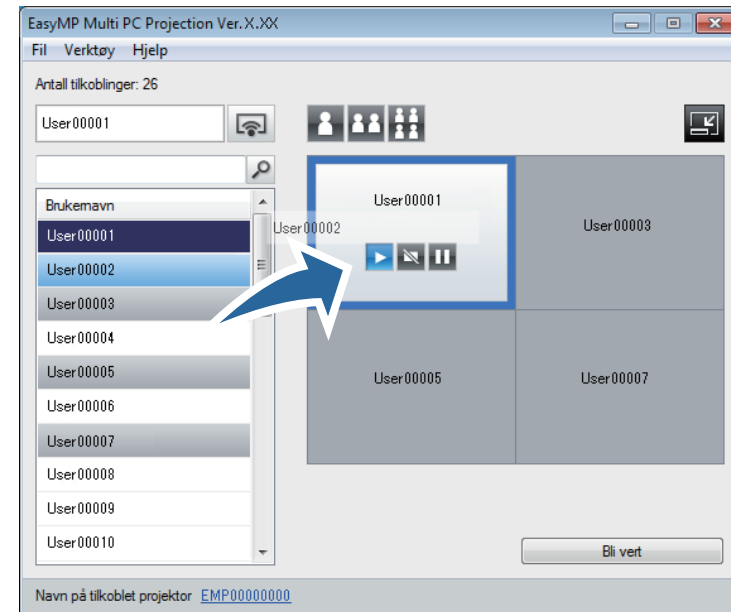 EasyMP Multi PC Projection Ver.X.XX
Fil Verktøy Hjelp
Antall tilkoblinger: 26
User00001
Brukernavn
User00001
User00002
User00003
User00004
User00005
User00006
User00007
User00008
User00009
User00010
User00002
User00001
User00003
User00005
User00007
Bli vert
Navn på tilkoblet projektor EMP00000000